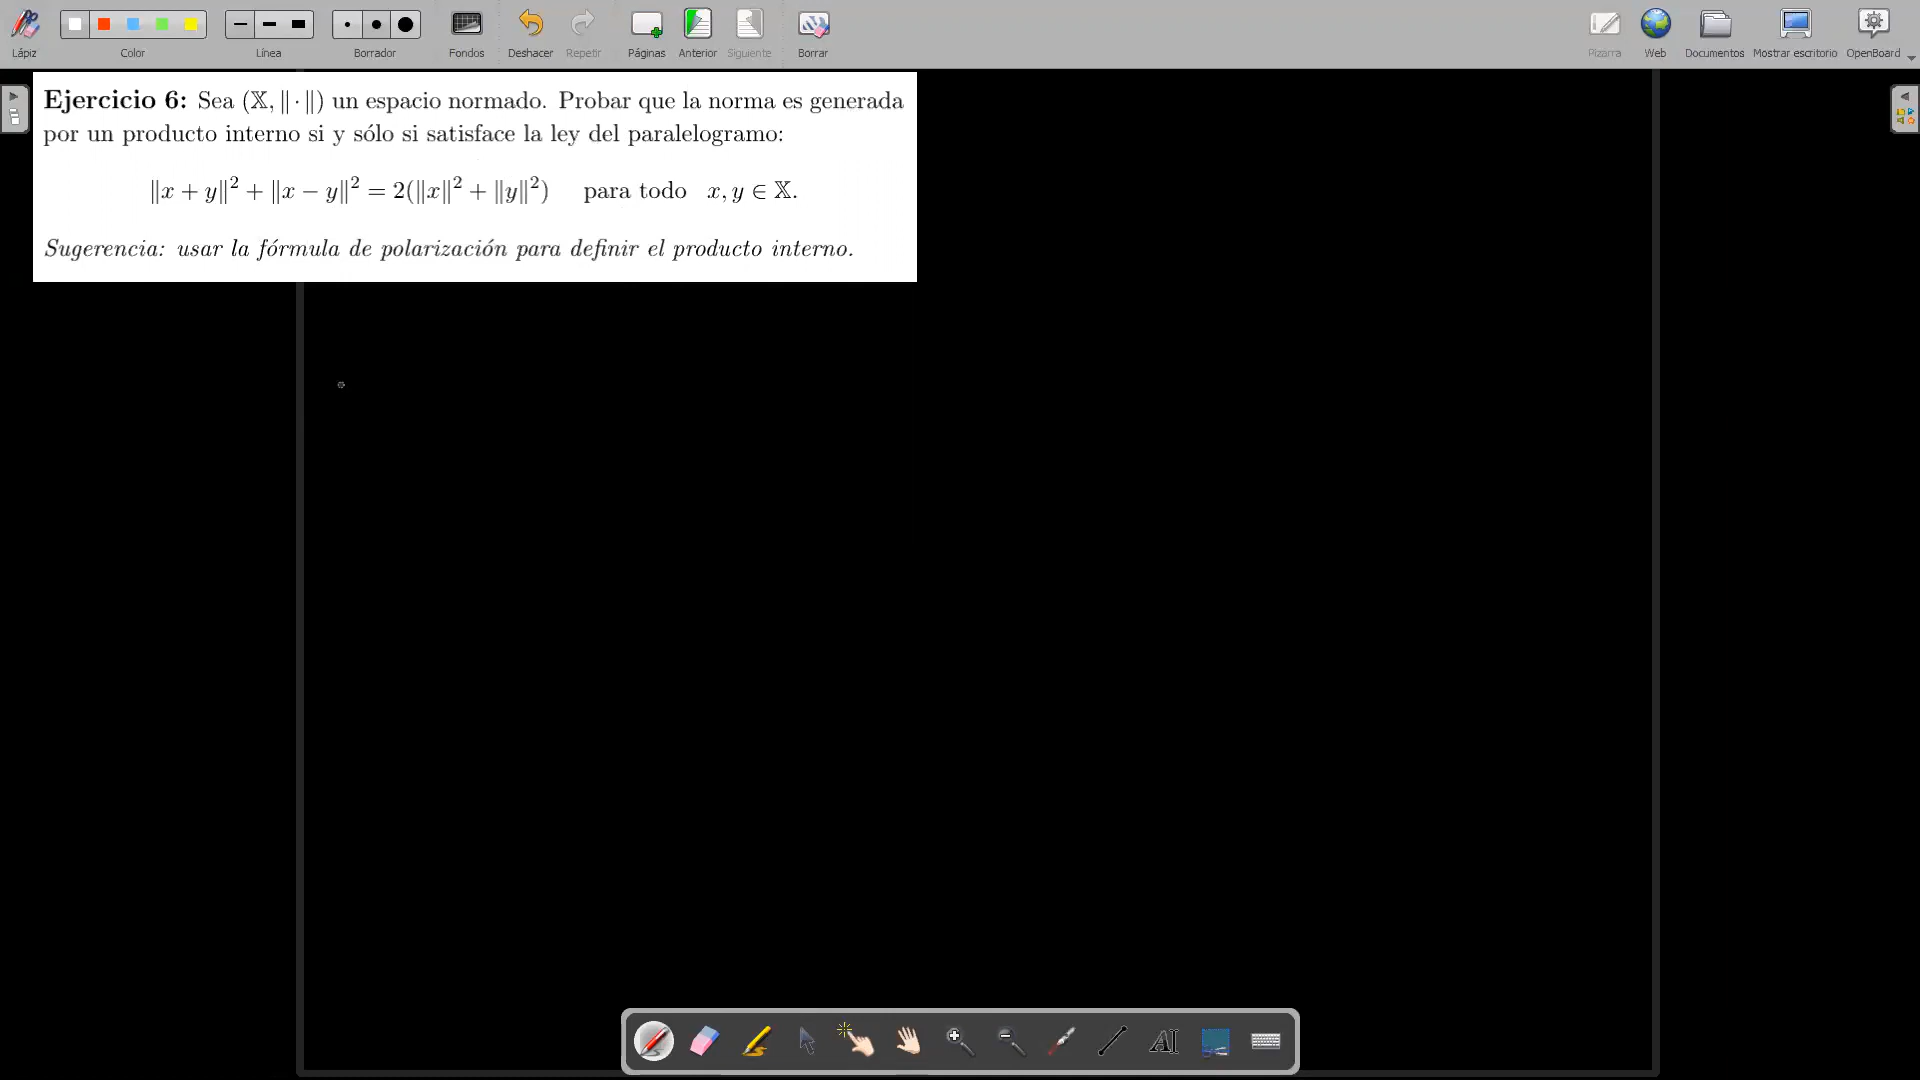 Lápiz
Color
Línea
Borrador
Fondos
Deshacer
Repetir
Páginas
Anterior
Siguiente
Borrar
Pizarra
Web
Documentos
Mostrar escritorio
OpenBoard
Ejercicio 6: Sea (𝕏, ‖·‖) un espacio normado. Probar que la norma es generada
por un producto interno si y sólo si satisface la ley del paralelogramo:
‖x + y‖² + ‖x − y‖² = 2(‖x‖² + ‖y‖²) para todo x, y ∈ 𝕏.
Sugerencia: usar la fórmula de polarización para definir el producto interno.
AI